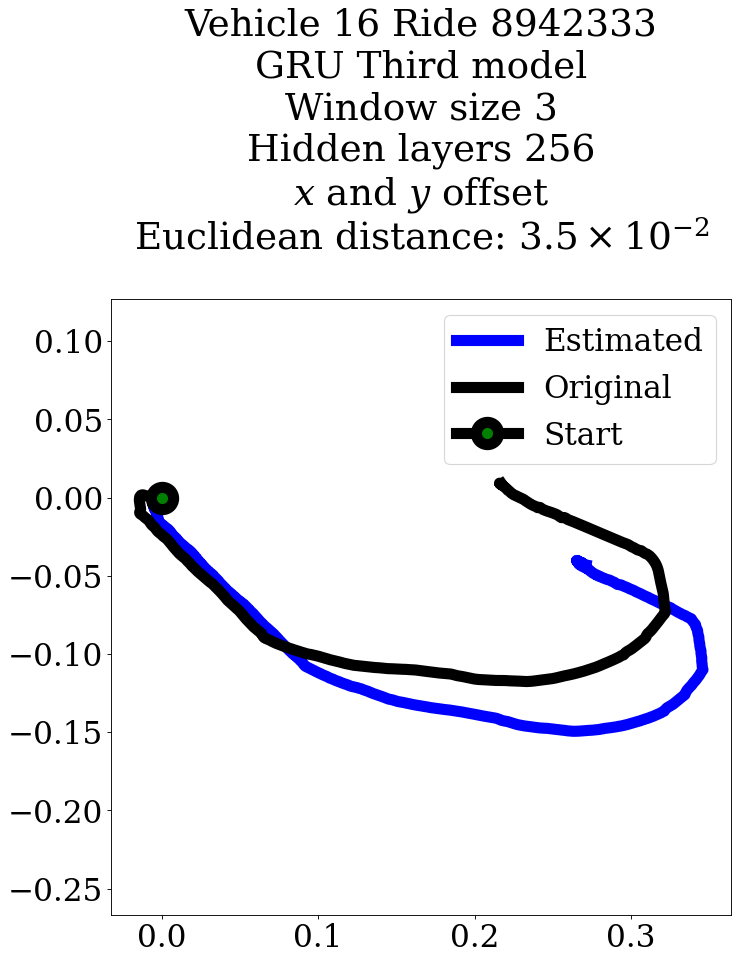 Vehicle 16 Ride 8942333
GRU Third model
Window size 3
Hidden layers 256
x and y offset
Euclidean distance: 3.5 × 10⁻²
Estimated
Original
Start
0.10
0.05
0.00
−0.05
−0.10
−0.15
−0.20
−0.25
0.0 0.1 0.2 0.3